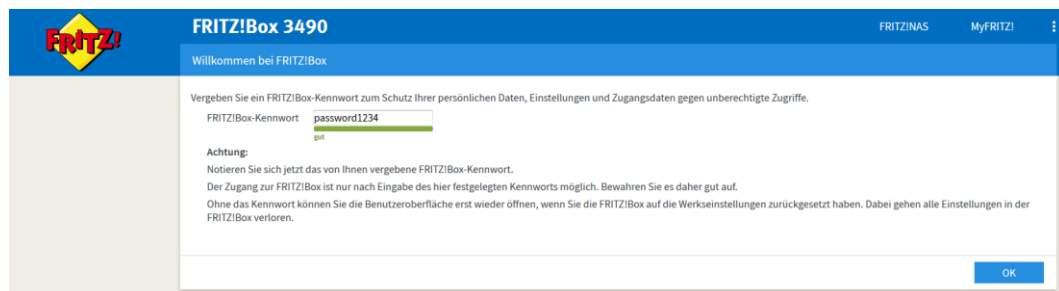 FRITZ!
FRITZ!Box 3490
FRITZ!NAS
MyFRITZ!
Willkommen bei FRITZ!Box
Vergeben Sie ein FRITZ!Box-Kennwort zum Schutz Ihrer persönlichen Daten, Einstellungen und Zugangsdaten gegen unberechtigte Zugriffe.
FRITZ!Box-Kennwort password1234
gut
Achtung:
Notieren Sie sich jetzt das von Ihnen vergebene FRITZ!Box-Kennwort.
Der Zugang zur FRITZ!Box ist nur nach Eingabe des hier festgelegten Kennworts möglich. Bewahren Sie es daher gut auf.
Ohne das Kennwort können Sie die Benutzeroberfläche erst wieder öffnen, wenn Sie die FRITZ!Box auf die Werkseinstellungen zurückgesetzt haben. Dabei gehen alle Einstellungen in der
FRITZ!Box verloren.
OK